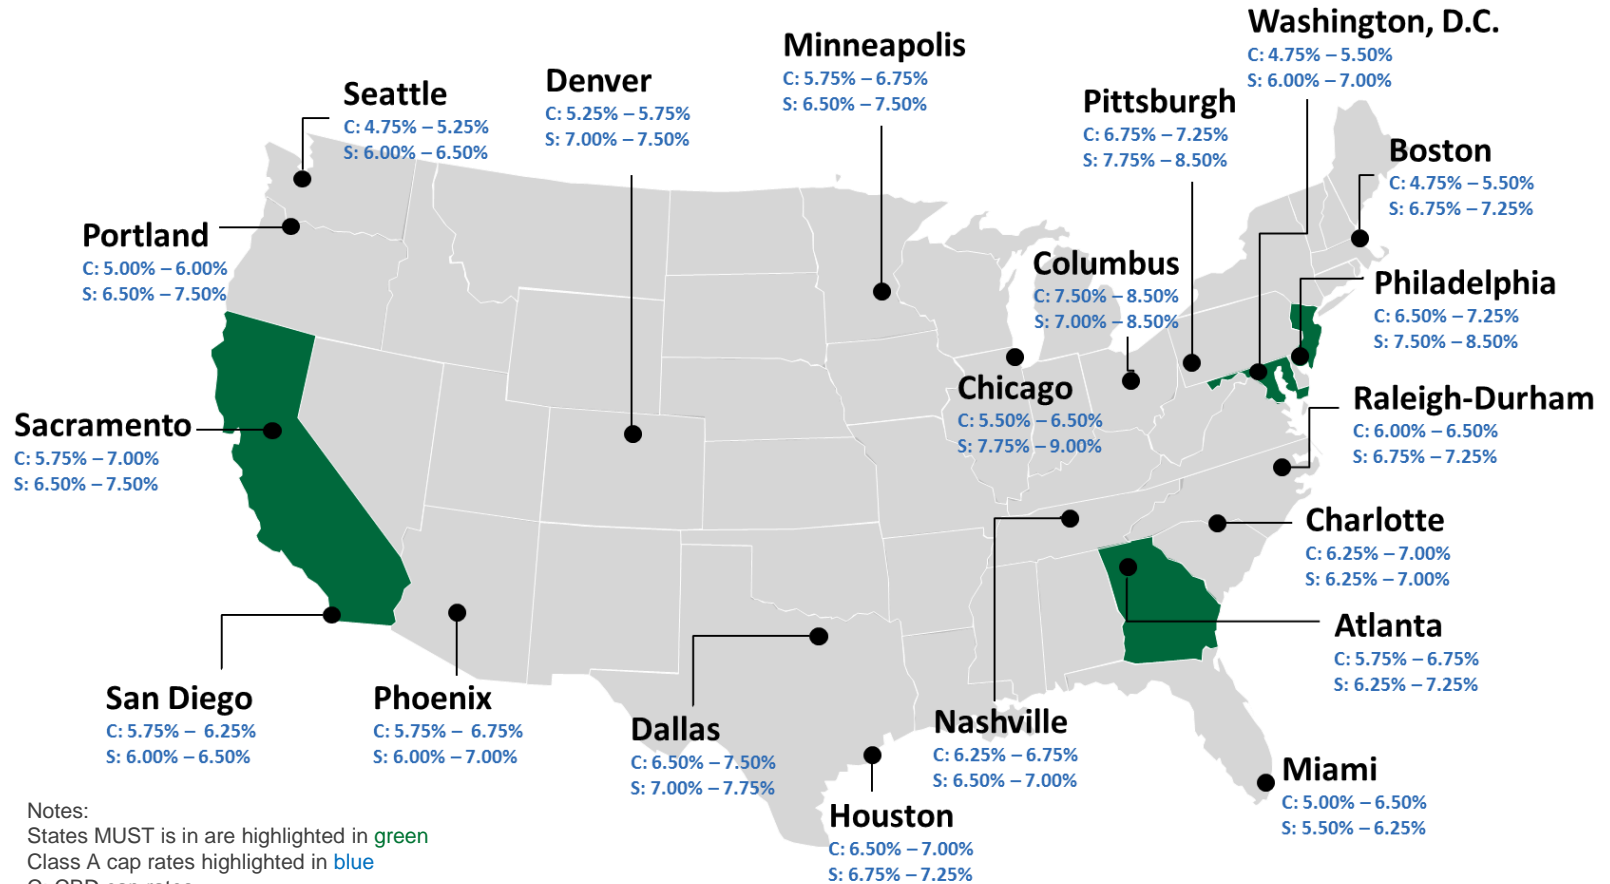 Washington, D.C.
C: 4.75% – 5.50%
S: 6.00% – 7.00%
Minneapolis
C: 5.75% – 6.75%
S: 6.50% – 7.50%
Denver
C: 5.25% – 5.75%
S: 7.00% – 7.50%
Seattle
C: 4.75% – 5.25%
S: 6.00% – 6.50%
Pittsburgh
C: 6.75% – 7.25%
S: 7.75% – 8.50%
Boston
C: 4.75% – 5.50%
S: 6.75% – 7.25%
Portland
C: 5.00% – 6.00%
S: 6.50% – 7.50%
Columbus
C: 7.50% – 8.50%
S: 7.00% – 8.50%
Philadelphia
C: 6.50% – 7.25%
S: 7.50% – 8.50%
Chicago
C: 5.50% – 6.50%
S: 7.75% – 9.00%
Raleigh-Durham
C: 6.00% – 6.50%
S: 6.75% – 7.25%
Sacramento
C: 5.75% – 7.00%
S: 6.50% – 7.50%
Charlotte
C: 6.25% – 7.00%
S: 6.25% – 7.00%
Atlanta
C: 5.75% – 6.75%
S: 6.25% – 7.25%
San Diego
C: 5.75% – 6.25%
S: 6.00% – 6.50%
Phoenix
C: 5.75% – 6.75%
S: 6.00% – 7.00%
Dallas
C: 6.50% – 7.50%
S: 7.00% – 7.75%
Nashville
C: 6.25% – 6.75%
S: 6.50% – 7.00%
Miami
C: 5.00% – 6.50%
S: 5.50% – 6.25%
Houston
C: 6.50% – 7.00%
S: 6.75% – 7.25%
Notes:
States MUST is in are highlighted in green
Class A cap rates highlighted in blue
C: CBD cap rates